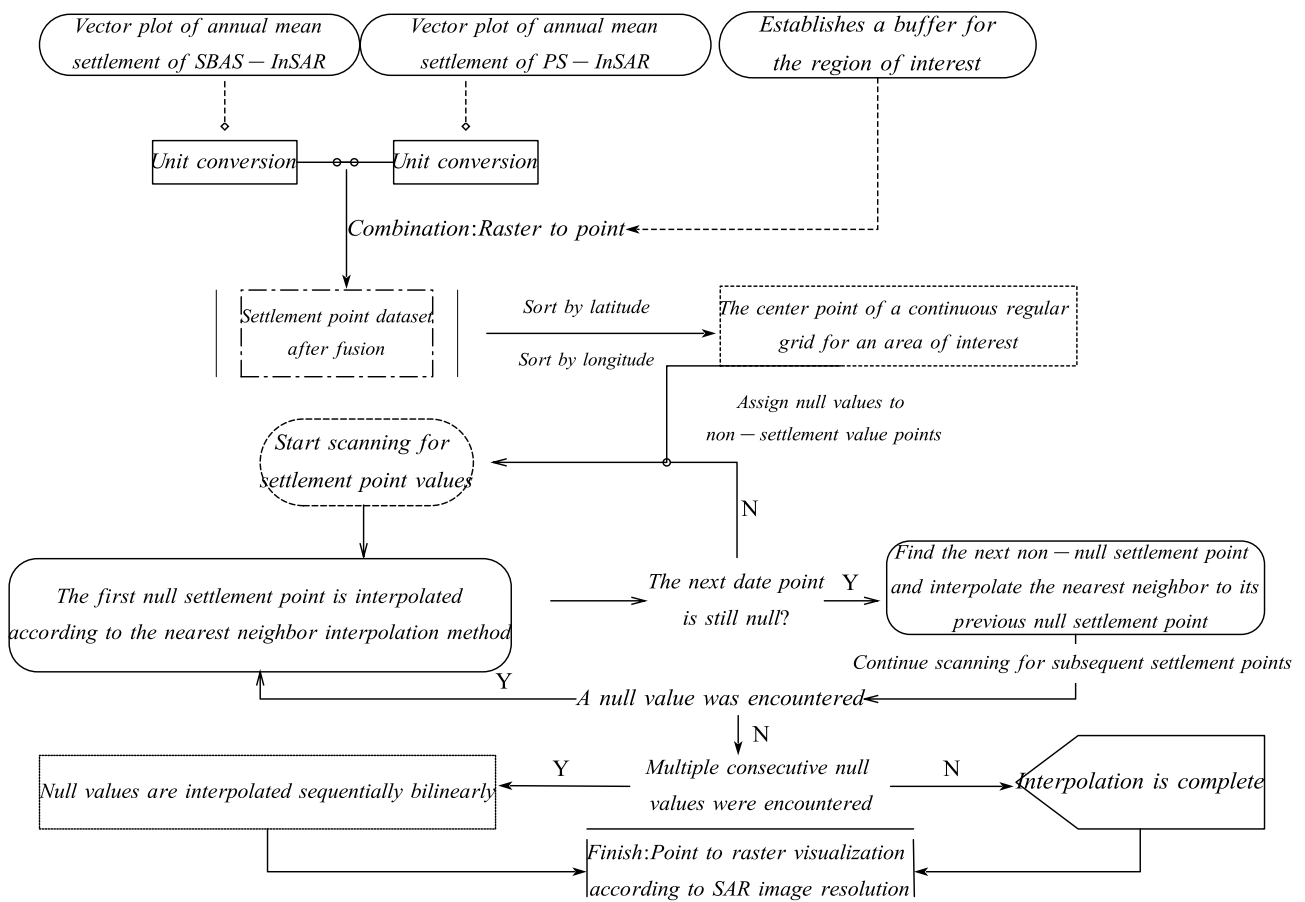 Vector plot of annual mean
settlement of SBAS – InSAR
Vector plot of annual mean
settlement of PS – InSAR
Establishes a buffer for
the region of interest
Unit conversion
Unit conversion
Combination:Raster to point
Settlement point dataset
after fusion
Sort by latitude
Sort by longitude
The center point of a continuous regular
grid for an area of interest
Assign null values to
non – settlement value points
Start scanning for
settlement point values
N
The first null settlement point is interpolated
according to the nearest neighbor interpolation method
The next date point
is still null?
Y
Find the next non – null settlement point
and interpolate the nearest neighbor to its
previous null settlement point
Continue scanning for subsequent settlement points
Y
A null value was encountered
N
Null values are interpolated sequentially bilinearly
Y
Multiple consecutive null
values were encountered
N
Interpolation is complete
Finish:Point to raster visualization
according to SAR image resolution